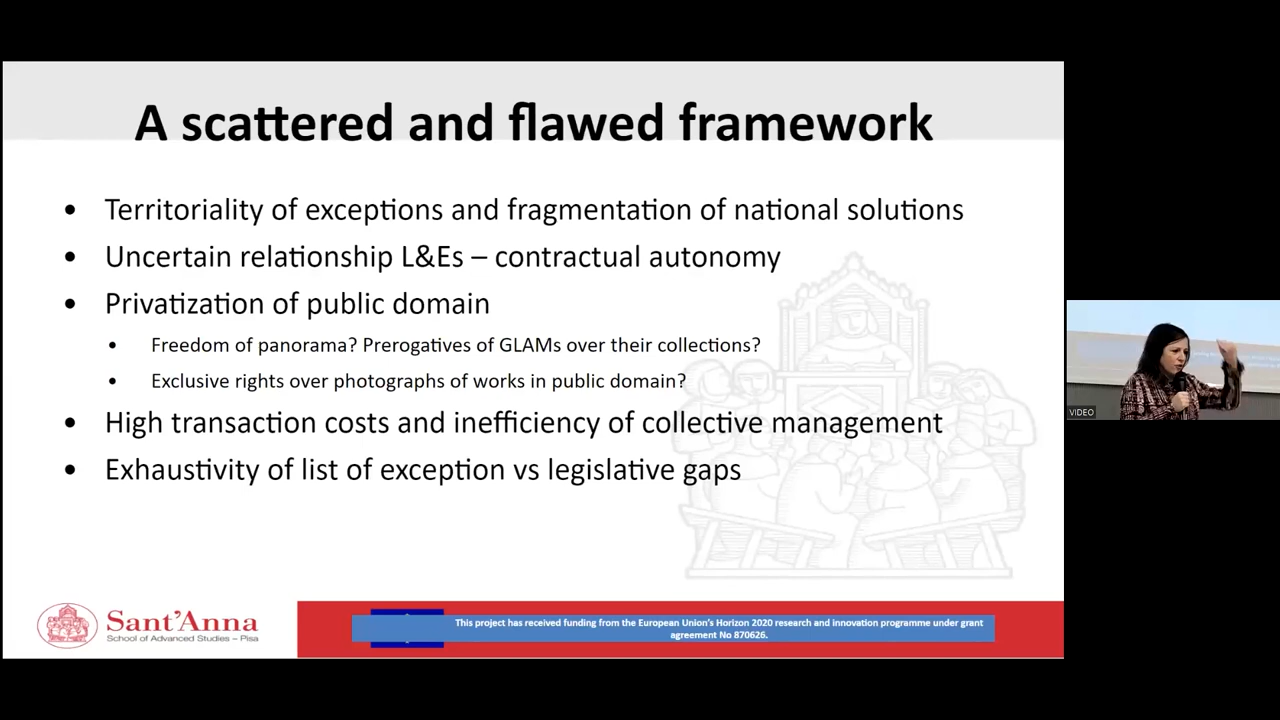 A scattered and flawed framework
• Territoriality of exceptions and fragmentation of national solutions
• Uncertain relationship L&Es – contractual autonomy
• Privatization of public domain
• Freedom of panorama? Prerogatives of GLAMs over their collections?
• Exclusive rights over photographs of works in public domain?
• High transaction costs and inefficiency of collective management
• Exhaustivity of list of exception vs legislative gaps
Sant'Anna
School of Advanced Studies – Pisa
This project has received funding from the European Union's Horizon 2020 research and innovation programme under grant
agreement No 870626.
VIDEO